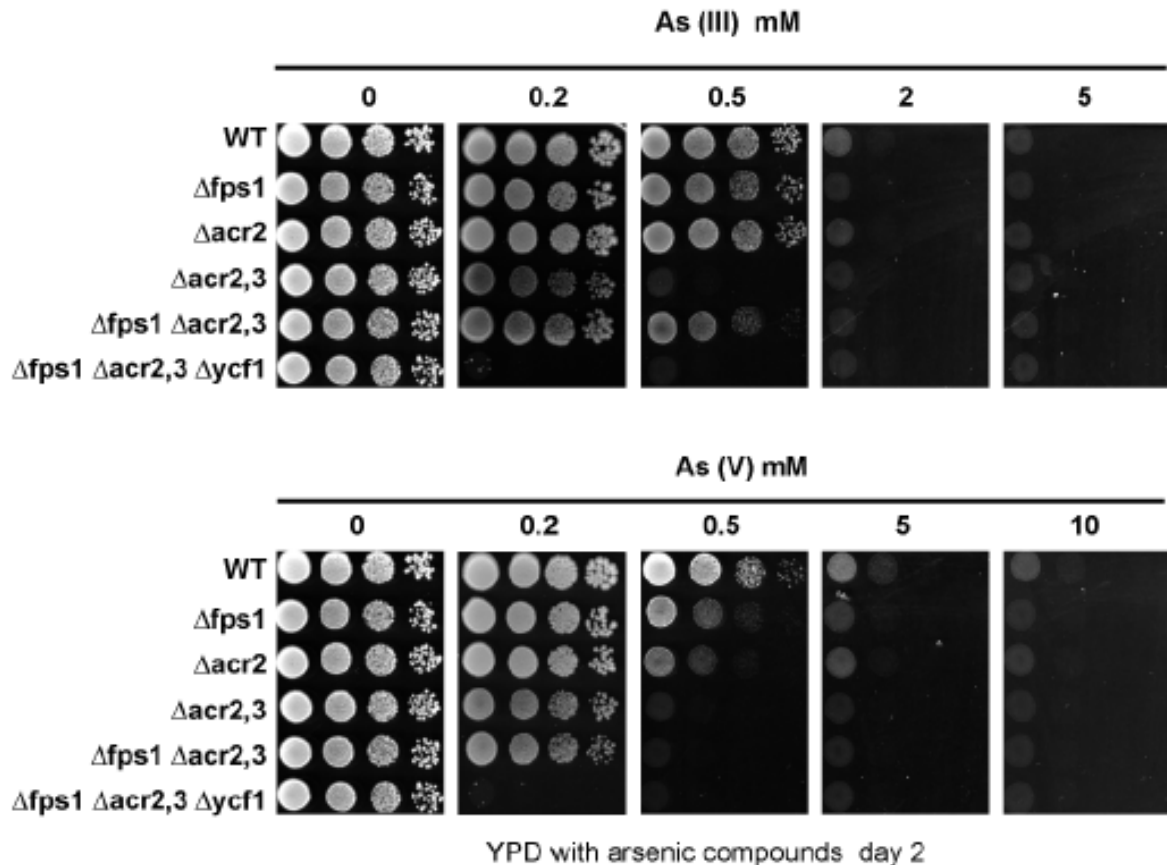 As (III) mM
0 0.2 0.5 2 5
WT
Δfps1
Δacr2
Δacr2,3
Δfps1 Δacr2,3
Δfps1 Δacr2,3 Δycf1
As (V) mM
0 0.2 0.5 5 10
WT
Δfps1
Δacr2
Δacr2,3
Δfps1 Δacr2,3
Δfps1 Δacr2,3 Δycf1
YPD with arsenic compounds day 2